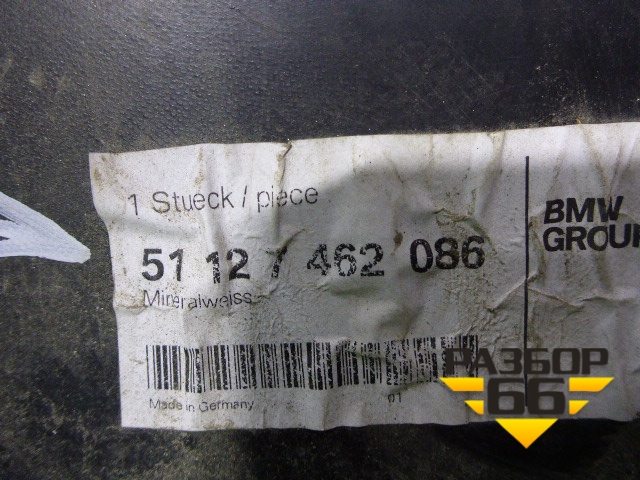 1 Stueck / piece
51 12 7 462 086
Mineralweiss
Made in Germany
01
BMW
GROUP
РАЗБОР
66